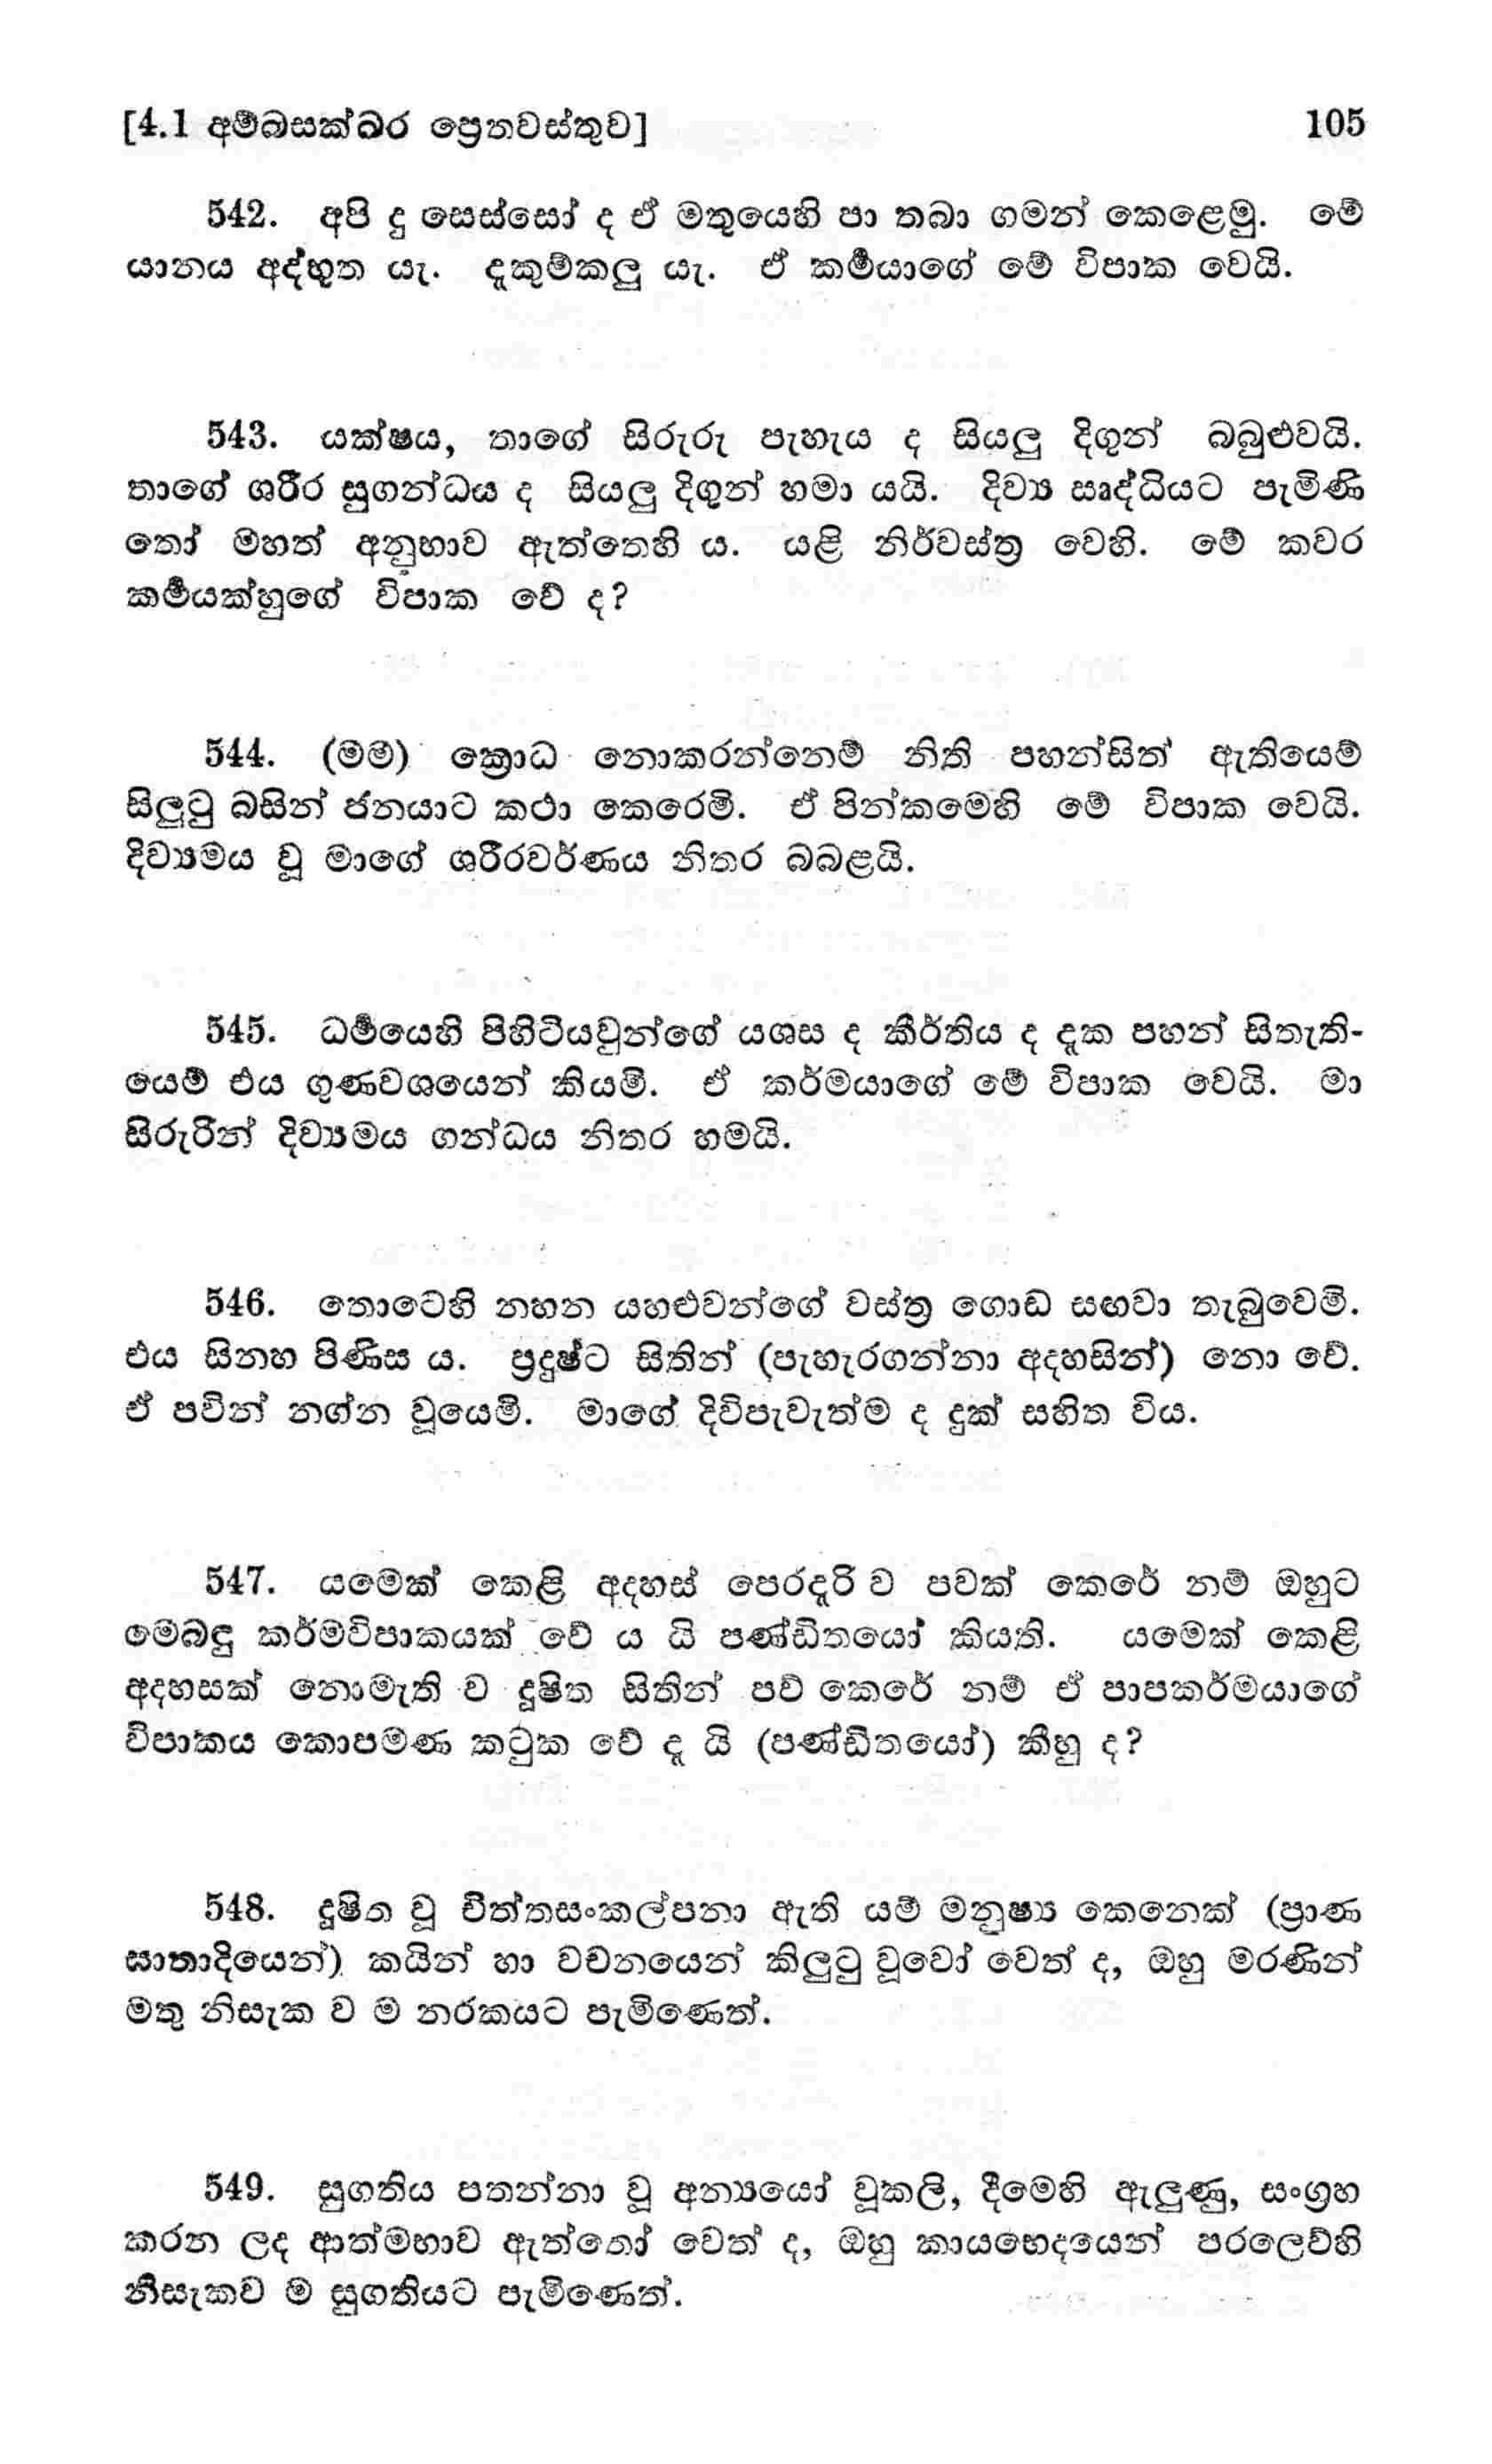 [4.1 අම්බසක්ඛර ප්‍රෙතවස්තුව] 105
542. අපි දු සෙස්සෝ ද ඒ මතුයෙහි පා තබා ගමන් කෙළෙමු. මේ
යානය අද්භූත යැ. දැකුම්කලු යැ. ඒ කර්‍මයාගේ මේ විපාක වෙයි.
543. යක්ෂය, තාගේ සිරුරු පැහැය ද සියලු දිගුන් බබුළුවයි.
තාගේ ශරීර සුගන්ධය ද සියලු දිගුන් හමා යයි. දිව්‍ය සෘද්ධියට පැමිණි
තෝ මහත් අනුභාව ඇත්තෙහි ය. යළි නිර්වස්ත්‍ර වෙහි. මේ කවර
කර්‍මයක්හුගේ විපාක වේ ද?
544. (මම) ක්‍රොධ නොකරන්නෙම් නිති පහන්සිත් ඇතියෙම්
සිලුටු බසින් ජනයාට කථා කෙරෙමි. ඒ පින්කමෙහි මේ විපාක වෙයි.
දිව්‍යමය වූ මාගේ ශරීරවර්ණය නිතර බබළයි.
545. ධර්‍මයෙහි පිහිටියවුන්ගේ යශස ද කීර්තිය ද දැක පහන් සිතැති-
යෙම් එය ගුණවශයෙන් කියමි. ඒ කර්මයාගේ මේ විපාක වෙයි. මා
සිරුරින් දිව්‍යමය ගන්ධය නිතර හමයි.
546. තොටෙහි නහන යහළුවන්ගේ වස්ත්‍ර ගොඩ සඟවා තැබුවෙමි.
එය සිනහ පිණිස ය. ප්‍රදුෂ්ට සිතින් (පැහැරගන්නා අදහසින්) නො වේ.
ඒ පවින් නග්න වූයෙමි. මාගේ දිවිපැවැත්ම ද දුක් සහිත විය.
547. යමෙක් කෙළි අදහස් පෙරදැරි ව පවක් කෙරේ නම් ඔහුට
මෙබඳු කර්මවිපාකයක් වේ ය යි පණ්ඩිතයෝ කියති. යමෙක් කෙළි
අදහසක් නොමැති ව දූෂිත සිතින් පව් කෙරේ නම් ඒ පාපකර්මයාගේ
විපාකය කොපමණ කටුක වේ දැ යි (පණ්ඩිතයෝ) කීහු ද?
548. දූෂිත වූ චිත්තසංකල්පනා ඇති යම් මනුෂ්‍ය කෙනෙක් (ප්‍රාණ
ඝාතාදියෙන්) කයින් හා වචනයෙන් කිලුටු වූවෝ වෙත් ද, ඔහු මරණින්
මතු නිසැක ව ම නරකයට පැමිණෙත්.
549. සුගතිය පතන්නා වූ අන්‍යයෝ වූකලි, දීමෙහි ඇලුණු, සංග්‍රහ
කරන ලද ආත්මභාව ඇත්තෝ වෙත් ද, ඔහු කායභෙදයෙන් පරලෙව්හි
නිසැකව ම සුගතියට පැමිණෙත්.